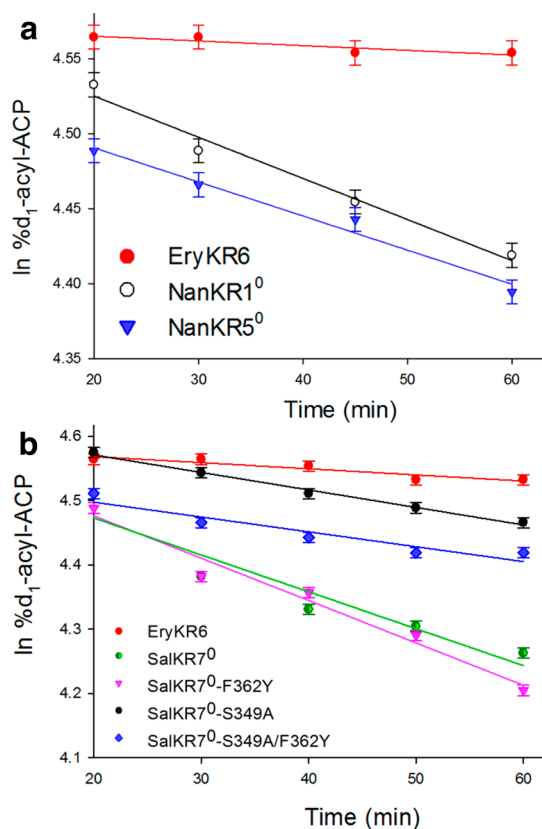 a
4.55
4.50
4.45
4.40
4.35
ln %d₁-acyl-ACP
EryKR6
NanKR1⁰
NanKR5⁰
20 30 40 50 60
Time (min)
b
4.6
4.5
4.4
4.3
4.2
4.1
ln %d₁-acyl-ACP
EryKR6
SalKR7⁰
SalKR7⁰-F362Y
SalKR7⁰-S349A
SalKR7⁰-S349A/F362Y
20 30 40 50 60
Time (min)